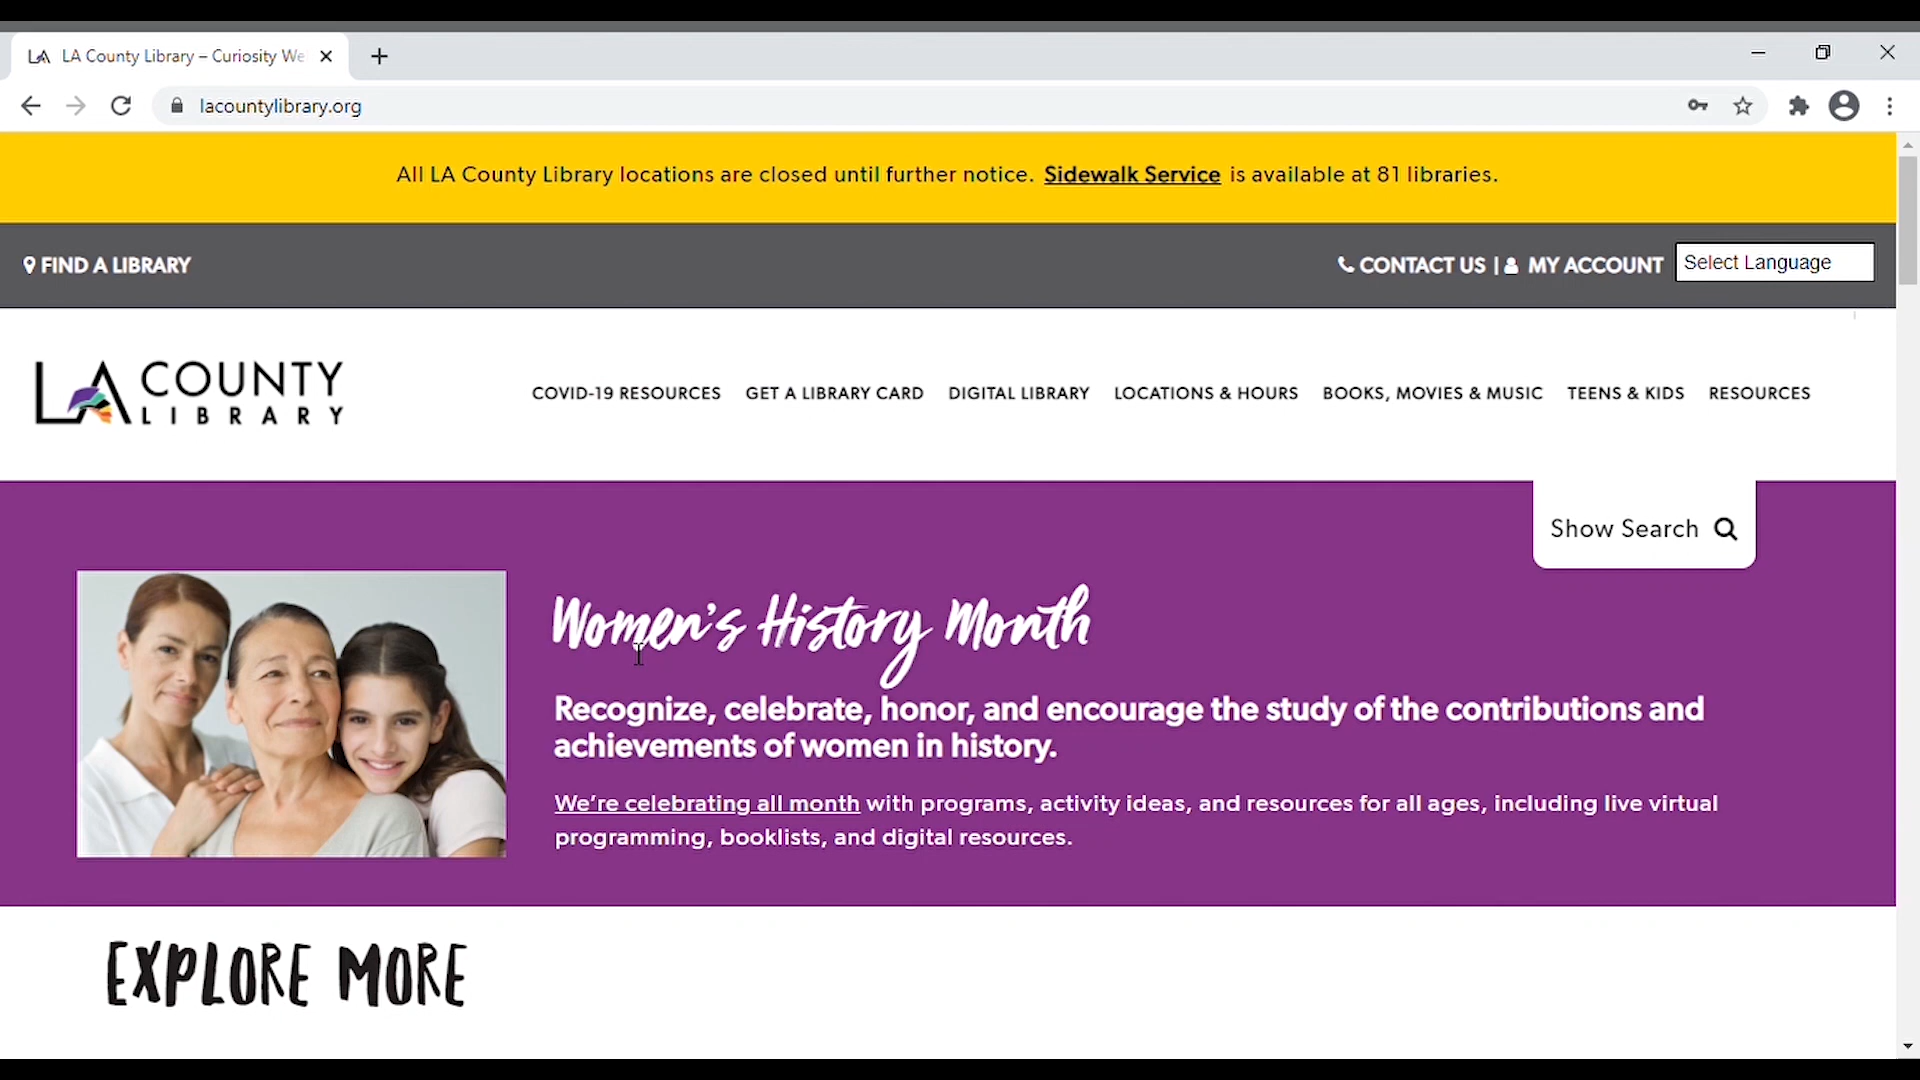 LA LA County Library – Curiosity We
lacountylibrary.org
All LA County Library locations are closed until further notice. Sidewalk Service is available at 81 libraries.
FIND A LIBRARY
CONTACT US | MY ACCOUNT
Select Language
LA COUNTY
LIBRARY
COVID-19 RESOURCES GET A LIBRARY CARD DIGITAL LIBRARY LOCATIONS & HOURS BOOKS, MOVIES & MUSIC TEENS & KIDS RESOURCES
Show Search
Women's History Month
Recognize, celebrate, honor, and encourage the study of the contributions and
achievements of women in history.
We're celebrating all month with programs, activity ideas, and resources for all ages, including live virtual
programming, booklists, and digital resources.
EXPLORE MORE